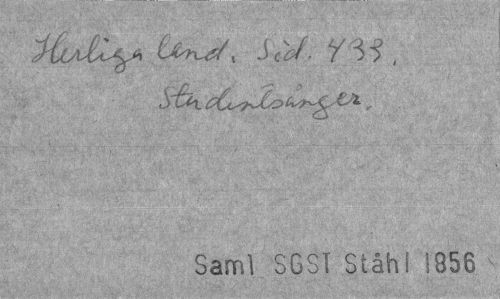 Herliga land. Sid. 433.
Studentsånger.
Saml SGST Ståhl 1856